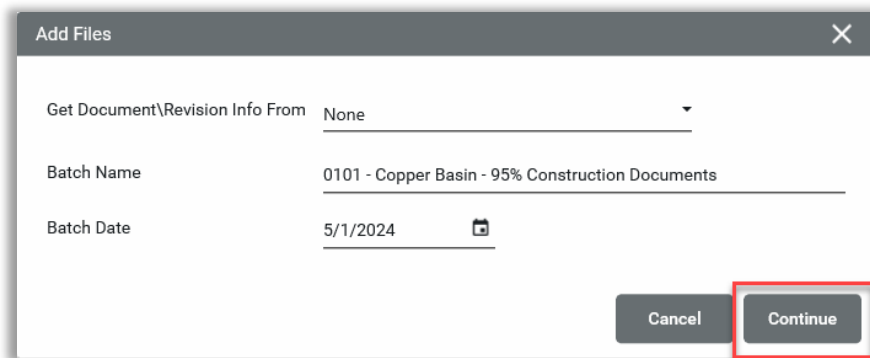 Add Files
Get Document\Revision Info From None
Batch Name 0101 - Copper Basin - 95% Construction Documents
Batch Date 5/1/2024
Cancel Continue